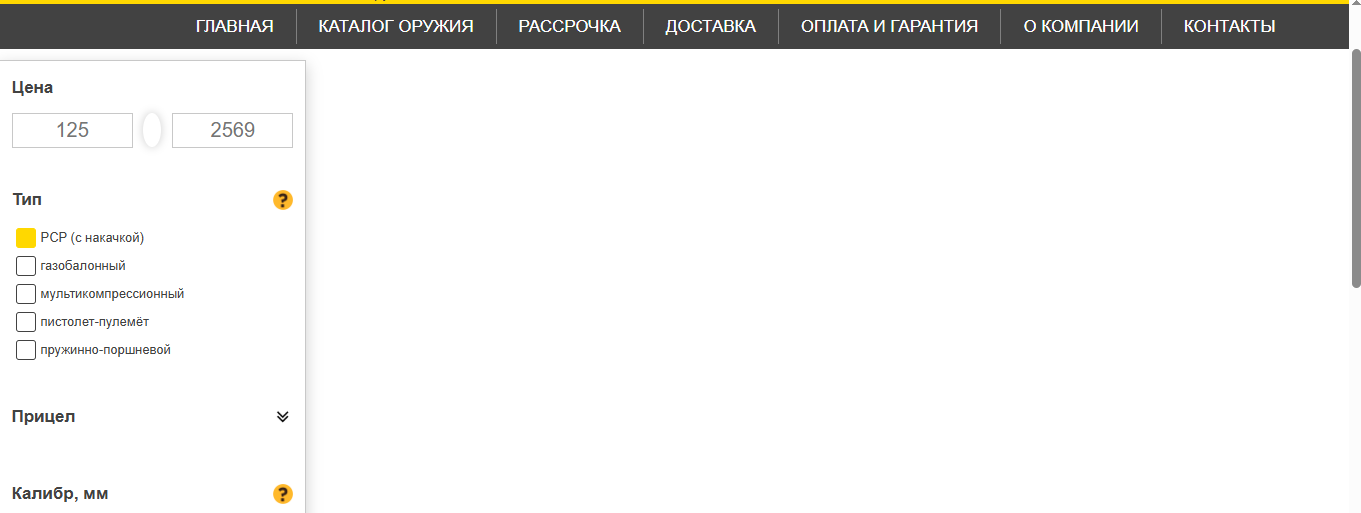 ГЛАВНАЯ КАТАЛОГ ОРУЖИЯ РАССРОЧКА ДОСТАВКА ОПЛАТА И ГАРАНТИЯ О КОМПАНИИ КОНТАКТЫ
Цена
125 2569
Тип ?
PCP (с накачкой)
газобалонный
мультикомпрессионный
пистолет-пулемёт
пружинно-поршневой
Прицел
Калибр, мм ?